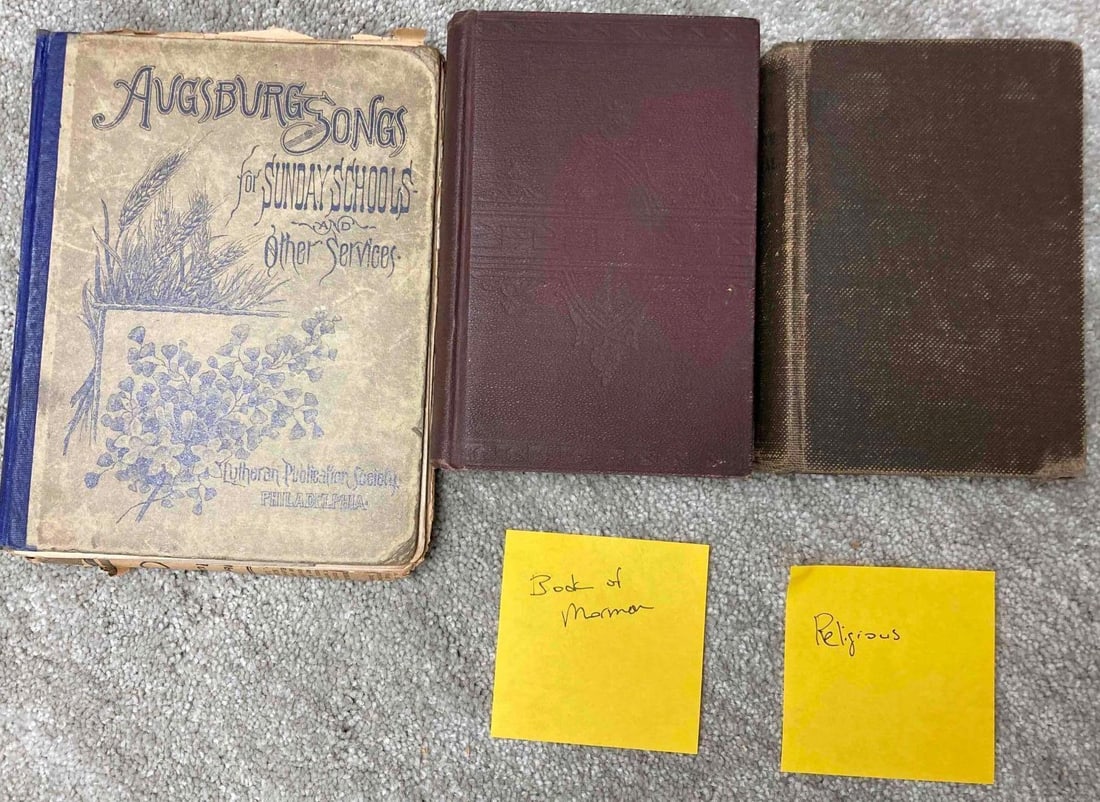 AUGSBURG SONGS
for SUNDAY SCHOOLS
AND
Other Services.
Lutheran Publication Society,
PHILADELPHIA.
Book of
Mormon
Religious